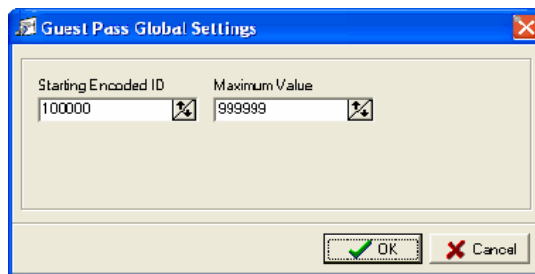 Guest Pass Global Settings
Starting Encoded ID Maximum Value
100000 999999
OK Cancel